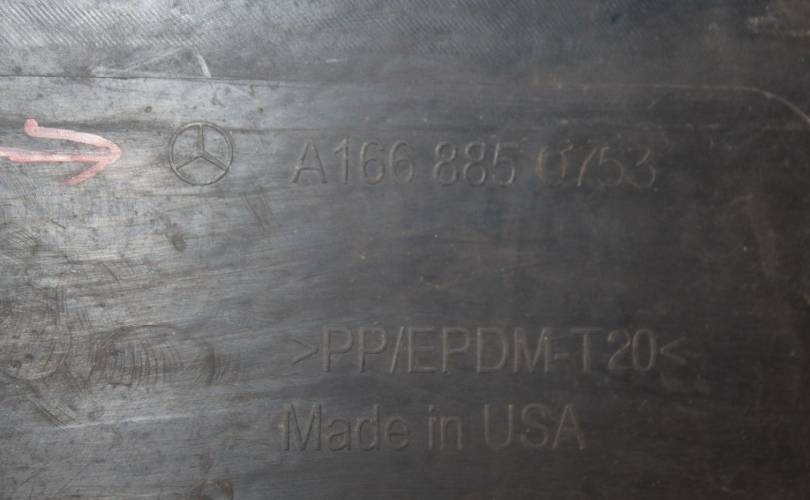 A166 885 0753
>PP/EPDM-T20<
Made in USA